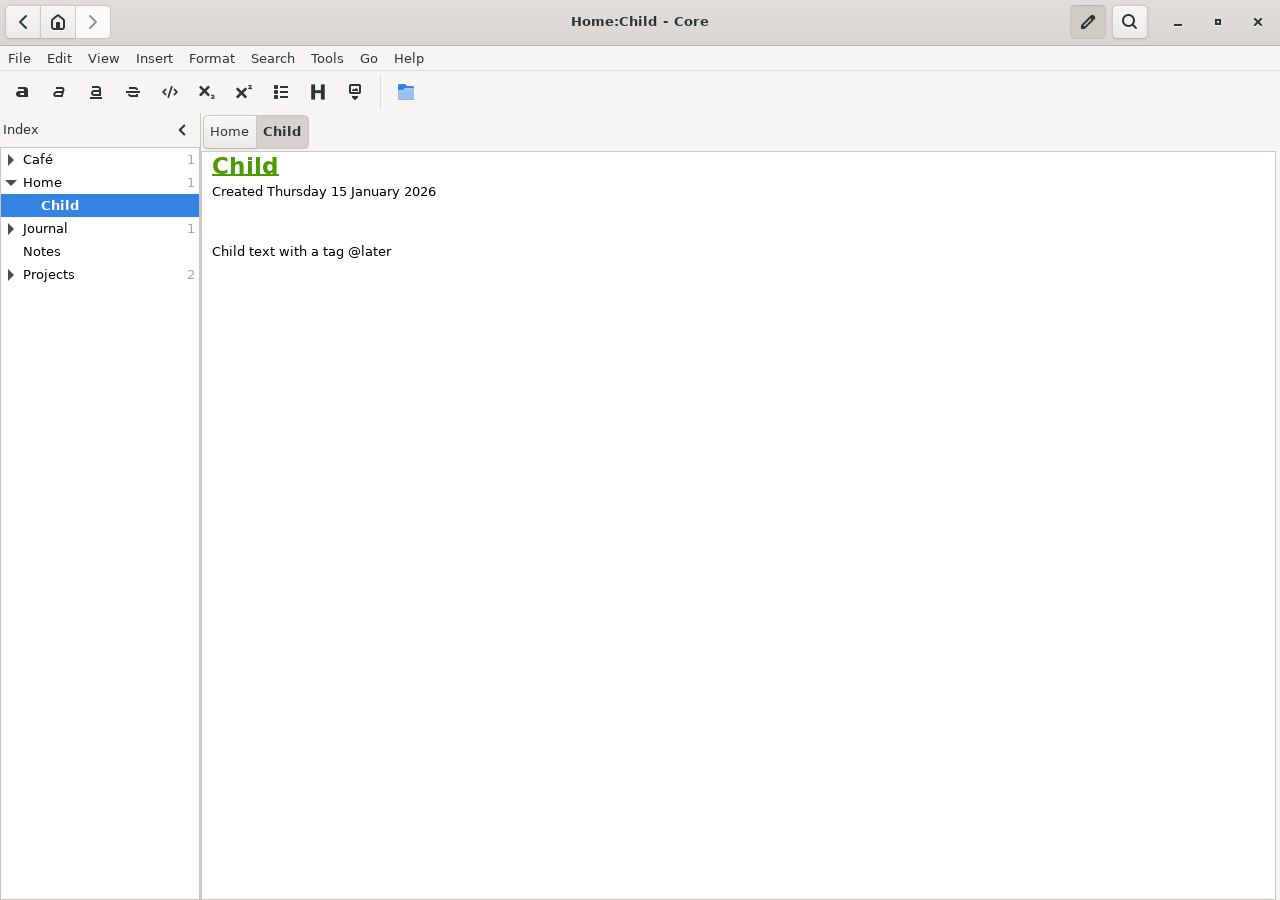 Home:Child - Core
File Edit View Insert Format Search Tools Go Help
Index
Home Child
Café 1
Home 1
Child
Journal 1
Notes
Projects 2
Child
Created Thursday 15 January 2026
Child text with a tag @later